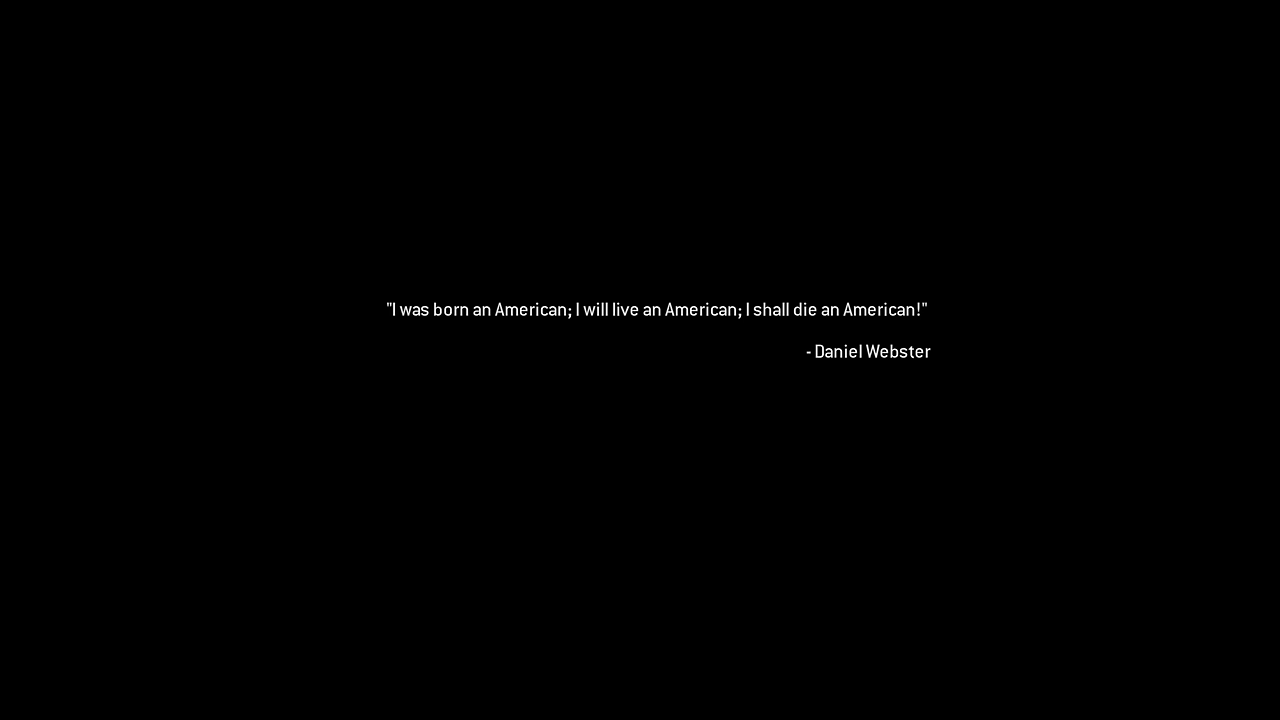 "I was born an American; I will live an American; I shall die an American!"
- Daniel Webster